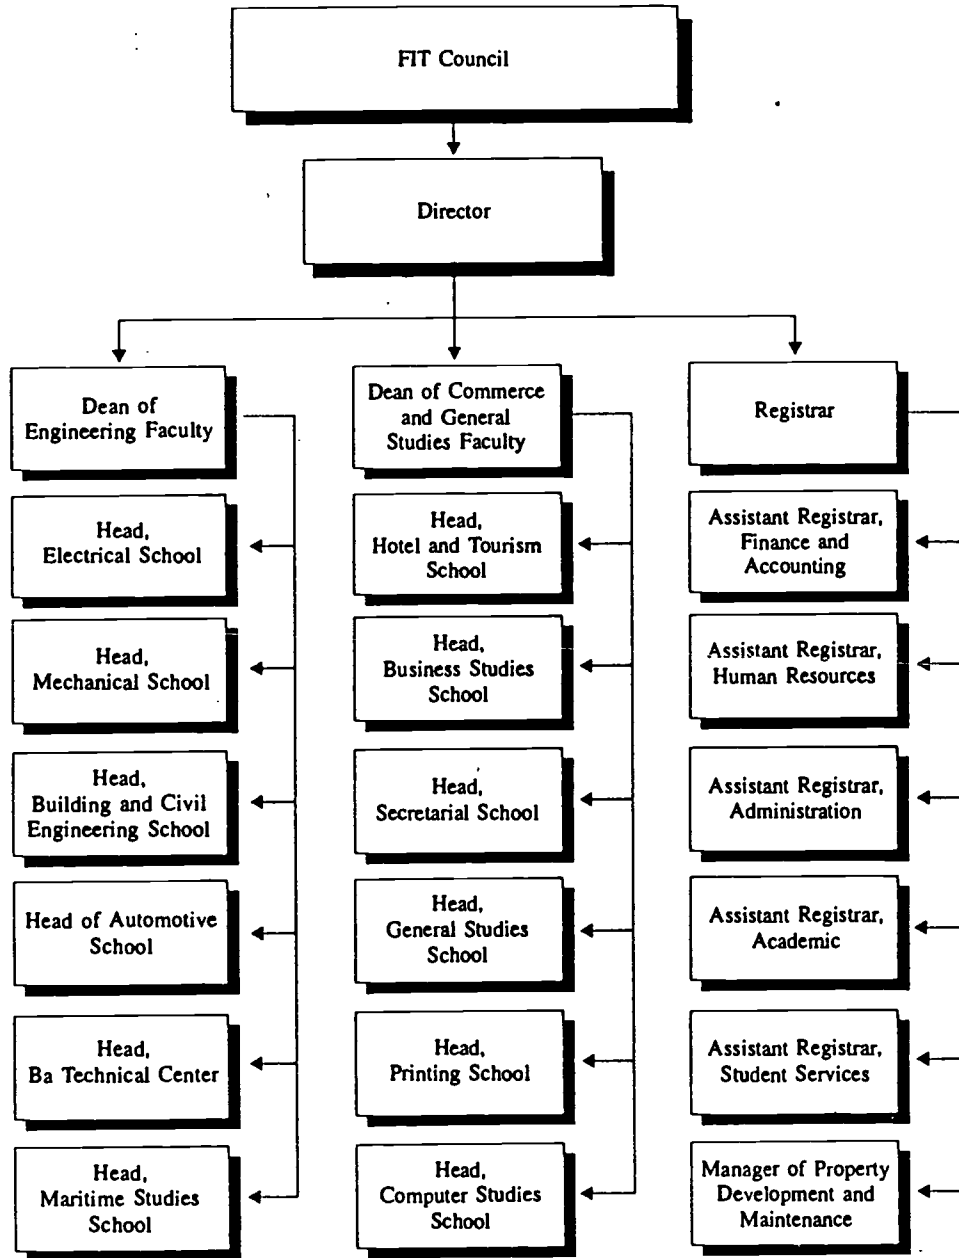 FIT Council
Director
Dean of
Engineering Faculty
Head,
Electrical School
Head,
Mechanical School
Head,
Building and Civil
Engineering School
Head of Automotive
School
Head,
Ba Technical Center
Head,
Maritime Studies
School
Dean of Commerce
and General
Studies Faculty
Head,
Hotel and Tourism
School
Head,
Business Studies
School
Head,
Secretarial School
Head,
General Studies
School
Head,
Printing School
Head,
Computer Studies
School
Registrar
Assistant Registrar,
Finance and
Accounting
Assistant Registrar,
Human Resources
Assistant Registrar,
Administration
Assistant Registrar,
Academic
Assistant Registrar,
Student Services
Manager of Property
Development and
Maintenance